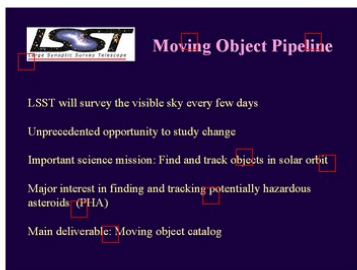 LSST
Large Synoptic Survey Telescope
Moving Object Pipeline
LSST will survey the visible sky every few days
Unprecedented opportunity to study change
Important science mission: Find and track objects in solar orbit
Major interest in finding and tracking potentially hazardous
asteroids (PHA)
Main deliverable: Moving object catalog